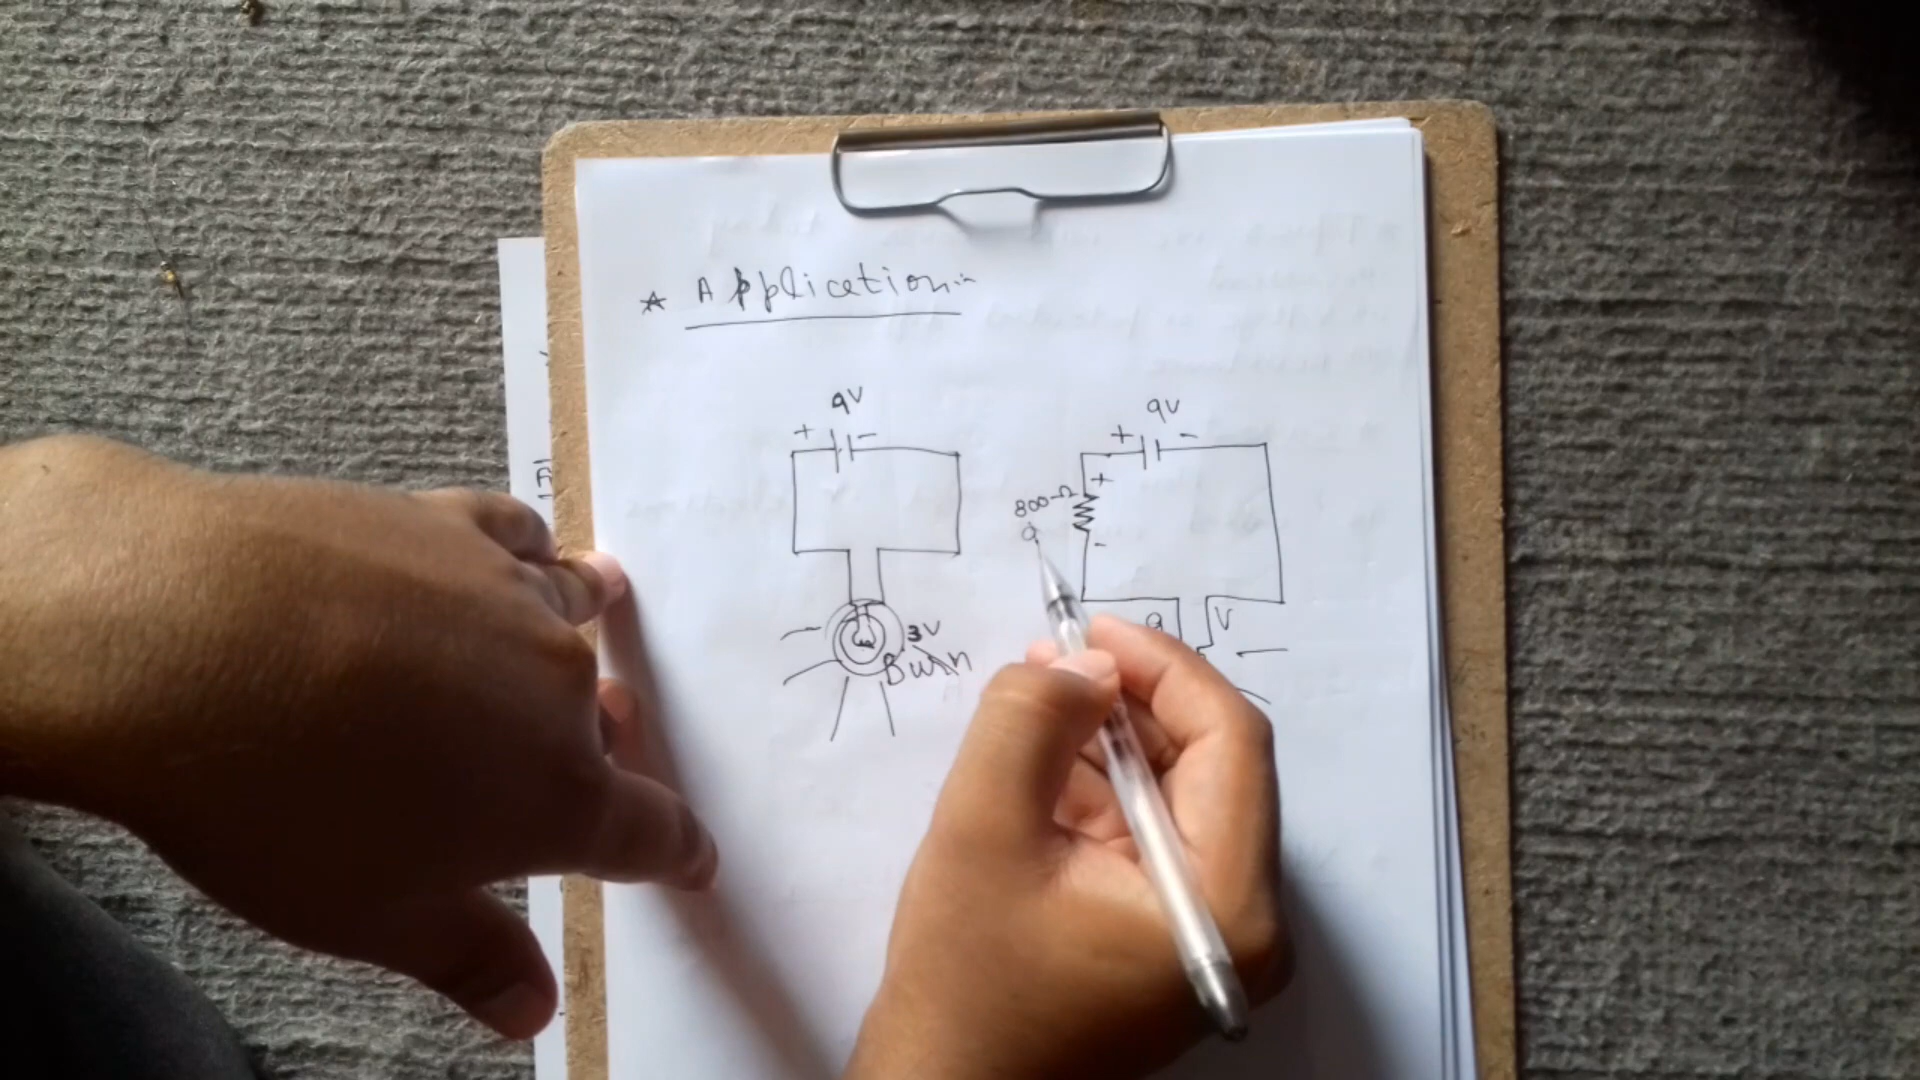 * Application:-
9V
+ -
3V
Burn
9V
+ -
+
800Ω
-
V